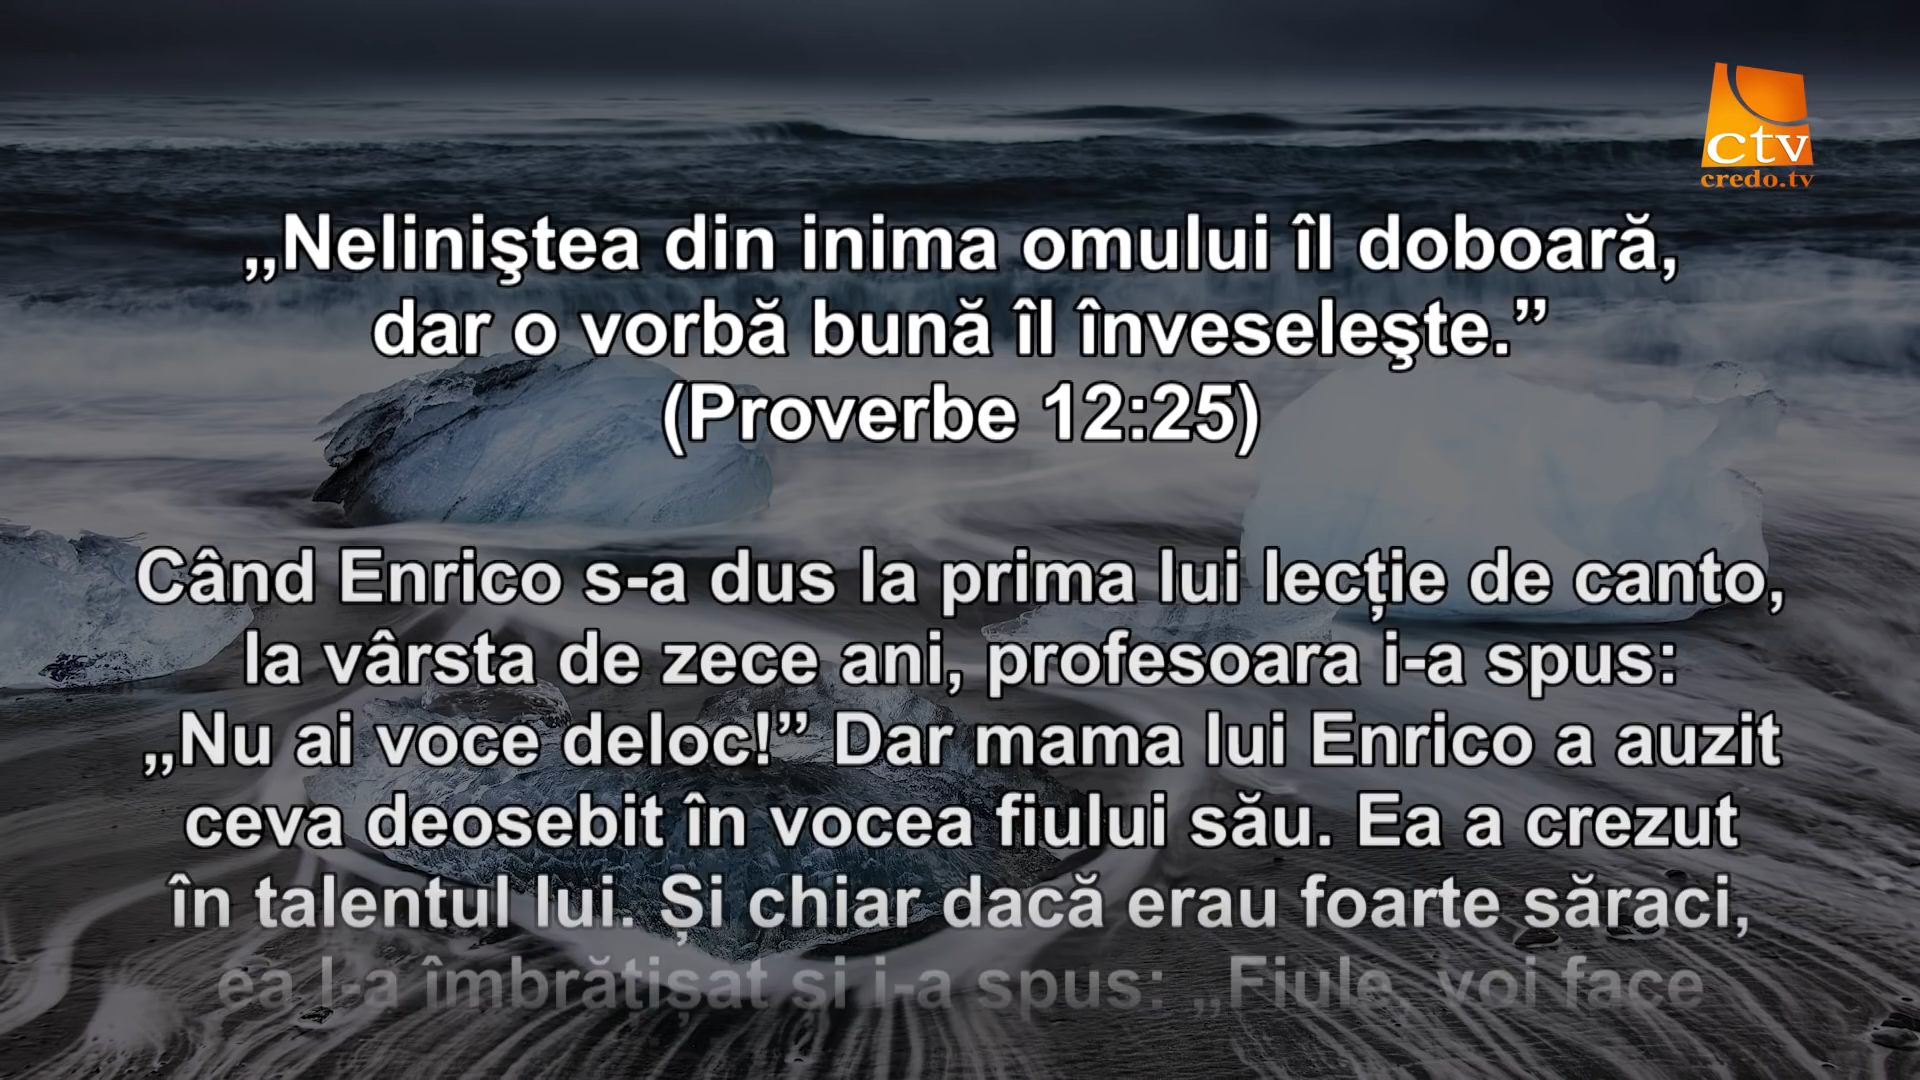 ctv
credo.tv
„Neliniştea din inima omului îl doboară,
dar o vorbă bună îl înveseleşte.”
(Proverbe 12:25)
Când Enrico s-a dus la prima lui lecție de canto,
la vârsta de zece ani, profesoara i-a spus:
„Nu ai voce deloc!” Dar mama lui Enrico a auzit
ceva deosebit în vocea fiului său. Ea a crezut
în talentul lui. Și chiar dacă erau foarte săraci,
ea l-a îmbrățișat și i-a spus: „Fiule, voi face